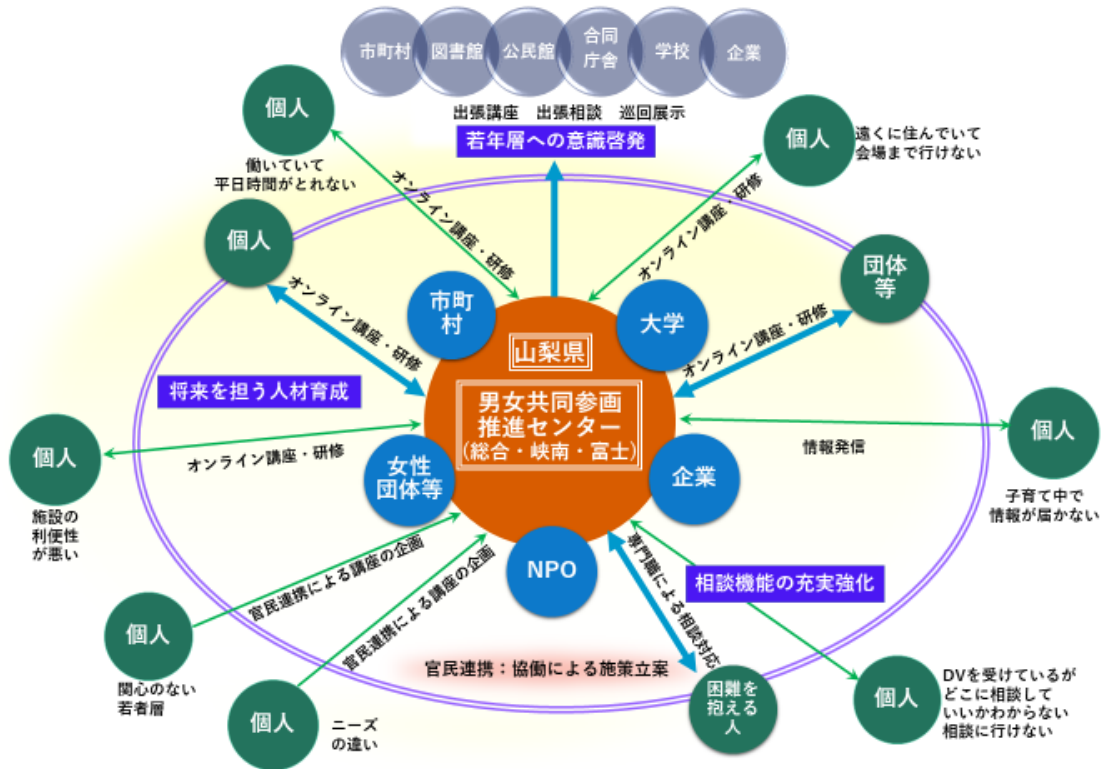 市町村
図書館
公民館
合同
庁舎
学校
企業
出張講座　出張相談　巡回展示
若年層への意識啓発
個人
働いていて
平日時間がとれない
個人
遠くに住んでいて
会場まで行けない
オンライン講座・研修
オンライン講座・研修
個人
団体
等
オンライン講座・研修
オンライン講座・研修
市町
村
大学
山梨県
男女共同参画
推進センター
(総合・峡南・富士)
将来を担う人材育成
個人
施設の
利便性
が悪い
オンライン講座・研修
情報発信
個人
子育て中で
情報が届かない
女性
団体等
企業
NPO
官民連携による講座の企画
官民連携による講座の企画
専門職による相談対応
相談機能の充実強化
個人
関心のない
若者層
個人
ニーズ
の違い
官民連携：協働による施策立案
困難を
抱える
人
個人
DVを受けているが
どこに相談して
いいかわからない
相談に行けない